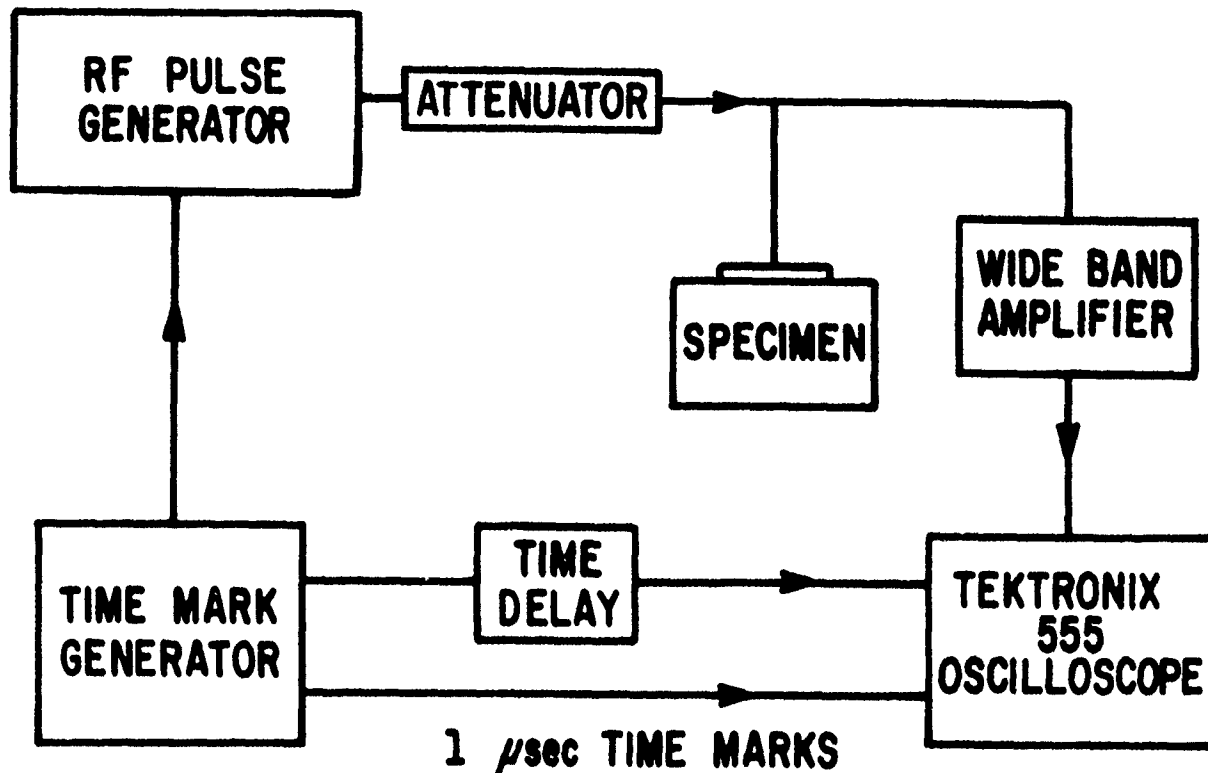 RF PULSE
GENERATOR
ATTENUATOR
WIDE BAND
AMPLIFIER
SPECIMEN
TIME MARK
GENERATOR
TIME
DELAY
TEKTRONIX
555
OSCILLOSCOPE
1 μsec TIME MARKS